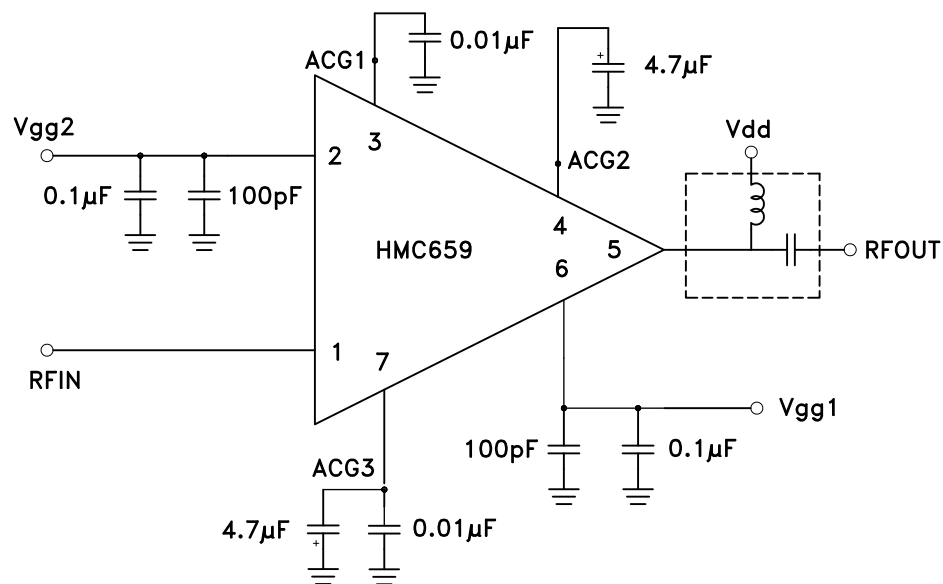 ACG1
0.01µF
+
4.7µF
Vgg2
3
2
ACG2
Vdd
0.1µF
100pF
4
HMC659
5
RFOUT
6
RFIN
1
7
Vgg1
100pF
0.1µF
ACG3
4.7µF
+
0.01µF